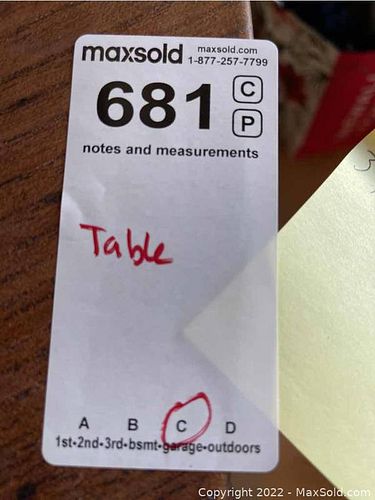 maxsold maxsold.com
1-877-257-7799
681 C
P
notes and measurements
Table
A B C D
1st-2nd-3rd-bsmt-garage-outdoors
Copyright © 2022 - MaxSold.com